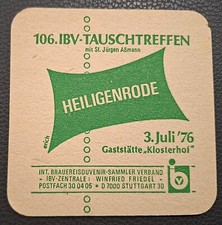 106. IBV-TAUSCHTREFFEN
mit St. Jürgen Aßmann
HEILIGENRODE
erich
3. Juli '76
Gaststätte „Klosterhof"
INT. BRAUEREISOUVENIR-SAMMLER VERBAND
IBV-ZENTRALE: WINFRIED FRIEDEL
POSTFACH 30 04 05 · D 7000 STUTTGART 30